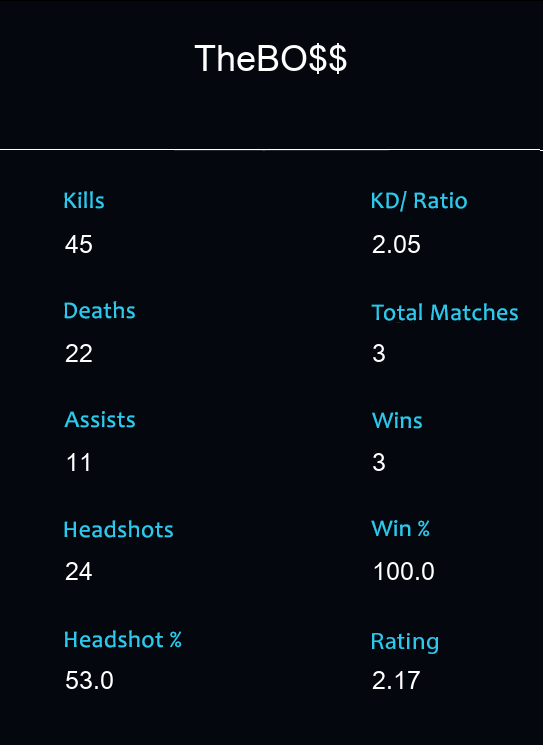 TheBO$$
Kills
KD/ Ratio
45
2.05
Deaths
Total Matches
22
3
Assists
Wins
11
3
Headshots
Win %
24
100.0
Headshot %
Rating
53.0
2.17